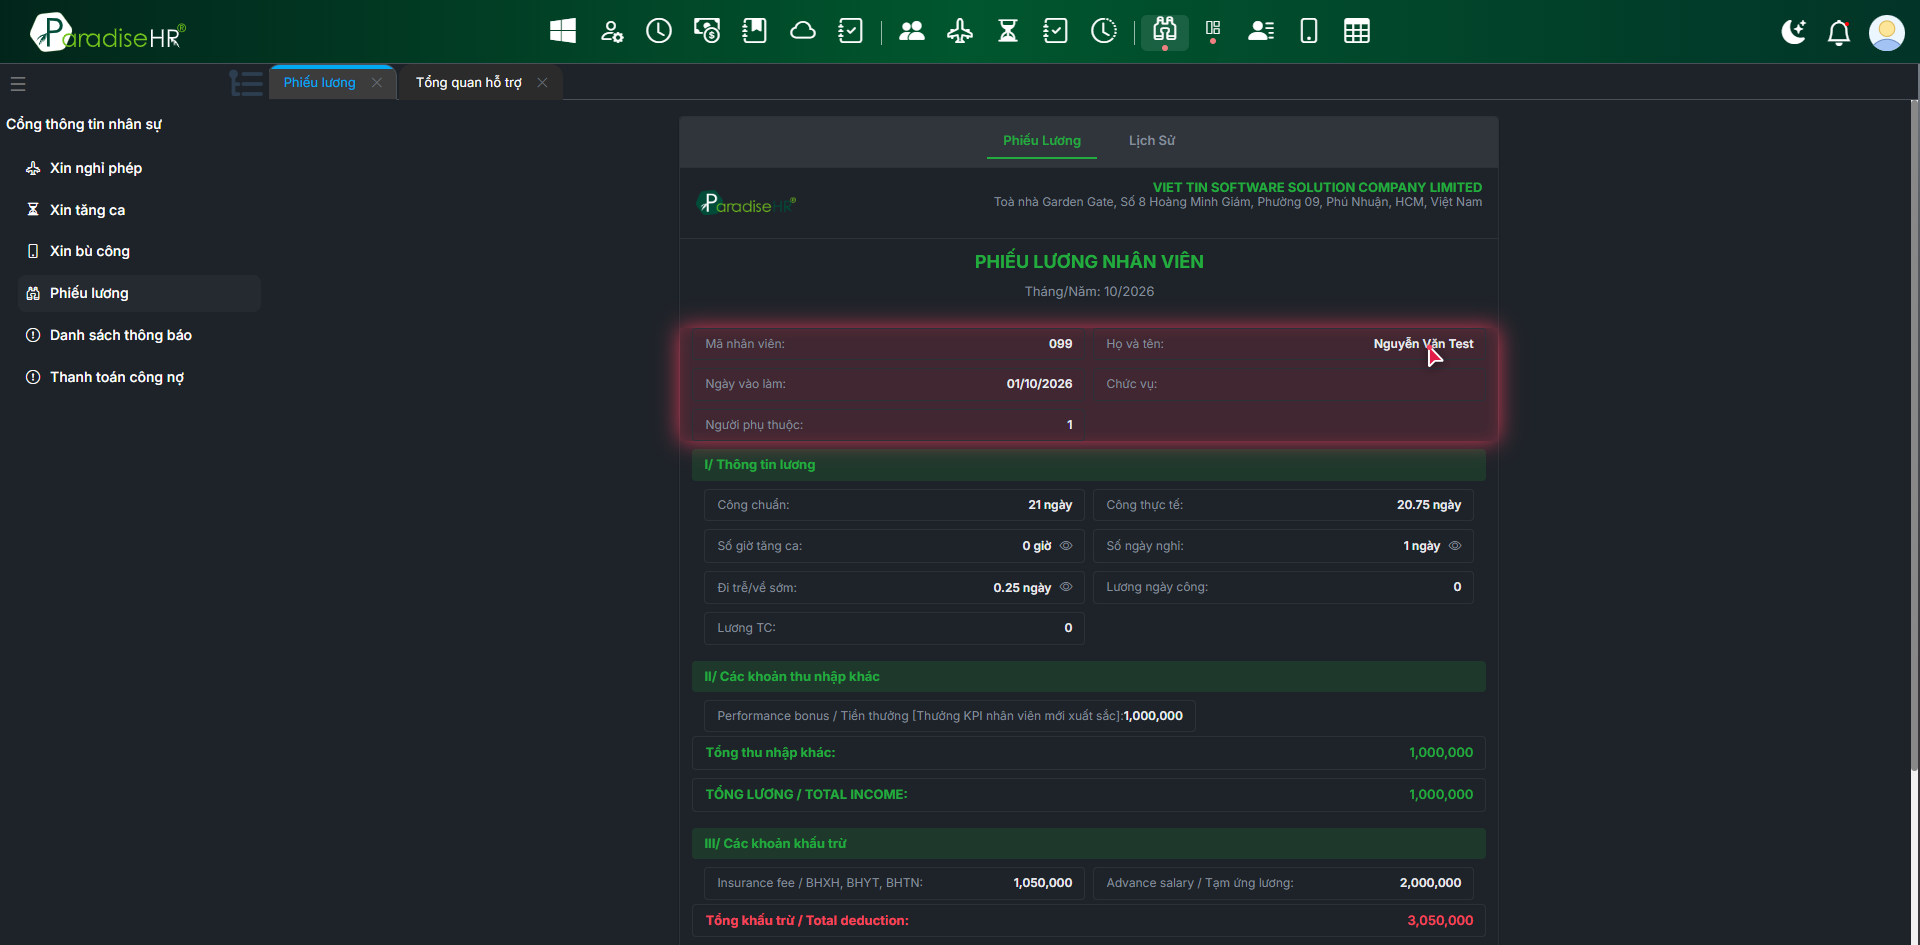 ParadiseHR®
Phiếu lương
Tổng quan hỗ trợ
Cổng thông tin nhân sự
Xin nghỉ phép
Xin tăng ca
Xin bù công
Phiếu lương
Danh sách thông báo
Thanh toán công nợ
Phiếu Lương
Lịch Sử
ParadiseHR®
VIET TIN SOFTWARE SOLUTION COMPANY LIMITED
Toà nhà Garden Gate, Số 8 Hoàng Minh Giám, Phường 09, Phú Nhuận, HCM, Việt Nam
PHIẾU LƯƠNG NHÂN VIÊN
Tháng/Năm: 10/2026
Mã nhân viên: 099 Họ và tên: Nguyễn Văn Test
Ngày vào làm: 01/10/2026 Chức vụ:
Người phụ thuộc: 1
I/ Thông tin lương
Công chuẩn: 21 ngày Công thực tế: 20.75 ngày
Số giờ tăng ca: 0 giờ Số ngày nghỉ: 1 ngày
Đi trễ/về sớm: 0.25 ngày Lương ngày công: 0
Lương TC: 0
II/ Các khoản thu nhập khác
Performance bonus / Tiền thưởng [Thưởng KPI nhân viên mới xuất sắc]:1,000,000
Tổng thu nhập khác: 1,000,000
TỔNG LƯƠNG / TOTAL INCOME: 1,000,000
III/ Các khoản khấu trừ
Insurance fee / BHXH, BHYT, BHTN: 1,050,000 Advance salary / Tạm ứng lương: 2,000,000
Tổng khấu trừ / Total deduction: 3,050,000